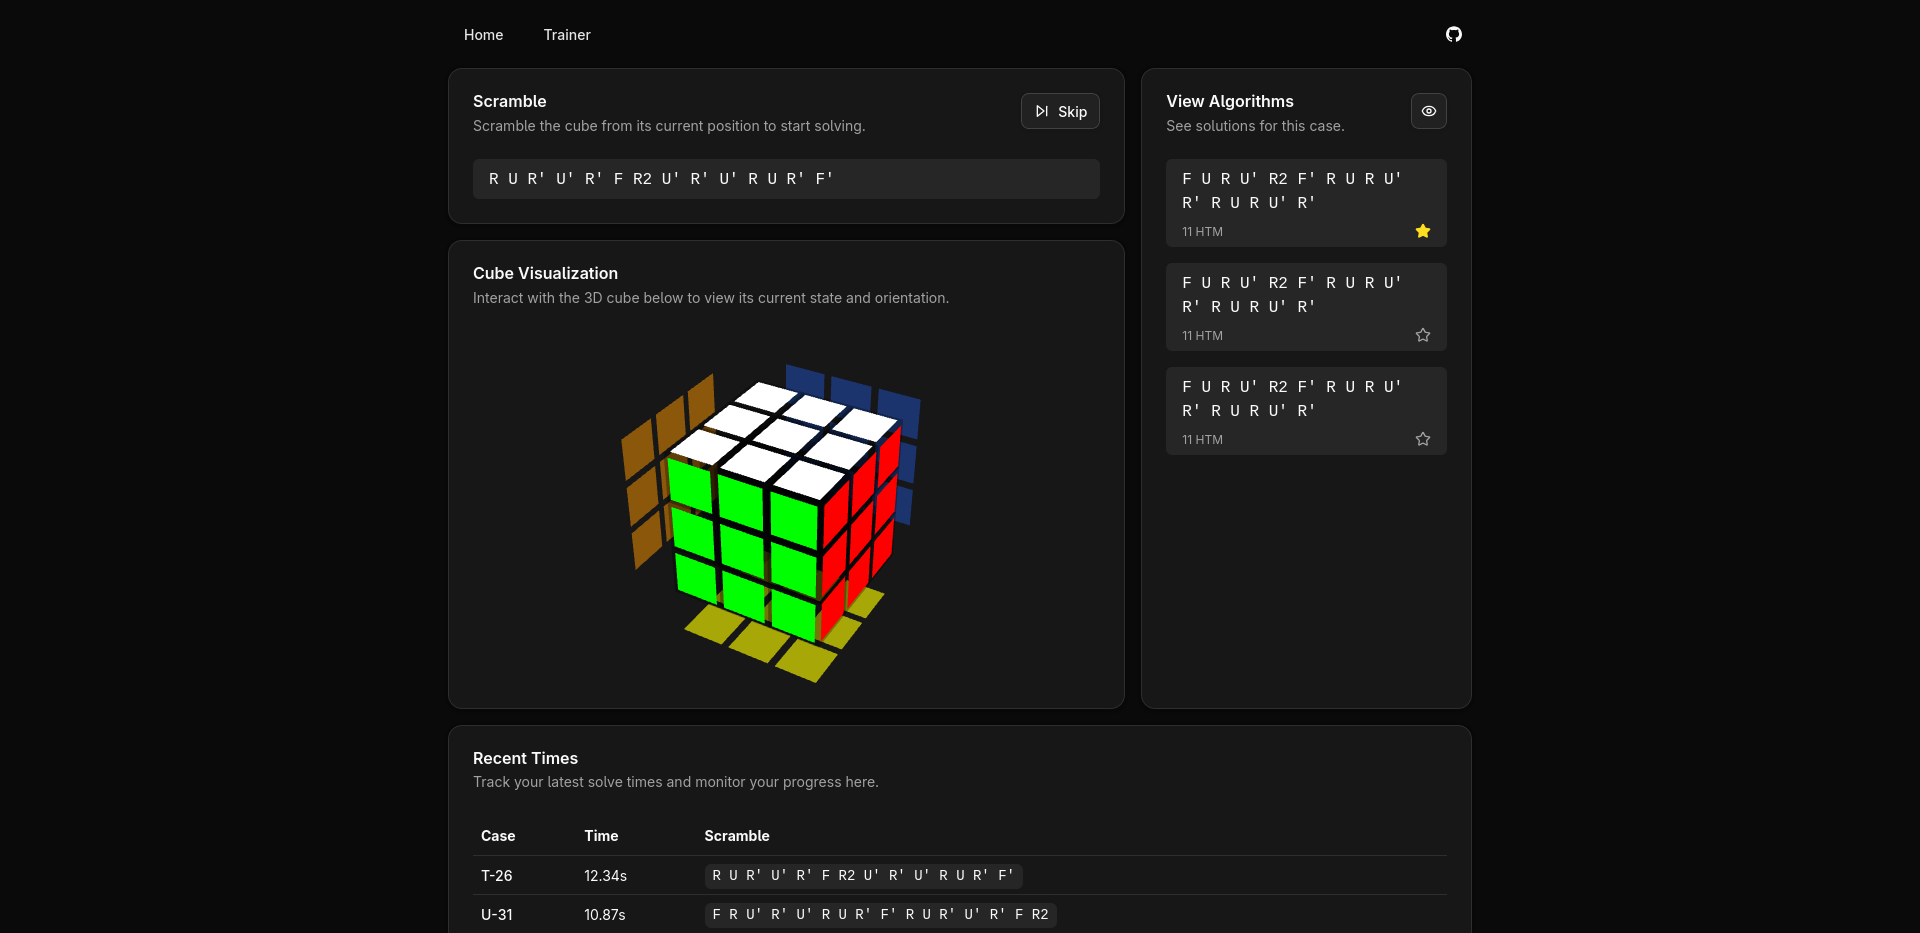 Home
Trainer
Scramble
Scramble the cube from its current position to start solving.
Skip
R U R' U' R' F R2 U' R' U' R U R' F'
View Algorithms
See solutions for this case.
F U R U' R2 F' R U R U'
R' R U R U' R'
11 HTM
F U R U' R2 F' R U R U'
R' R U R U' R'
11 HTM
F U R U' R2 F' R U R U'
R' R U R U' R'
11 HTM
Cube Visualization
Interact with the 3D cube below to view its current state and orientation.
Recent Times
Track your latest solve times and monitor your progress here.
Case Time Scramble
T-26 12.34s R U R' U' R' F R2 U' R' U' R U R' F'
U-31 10.87s F R U' R' U' R U R' F' R U R' U' R' F R2